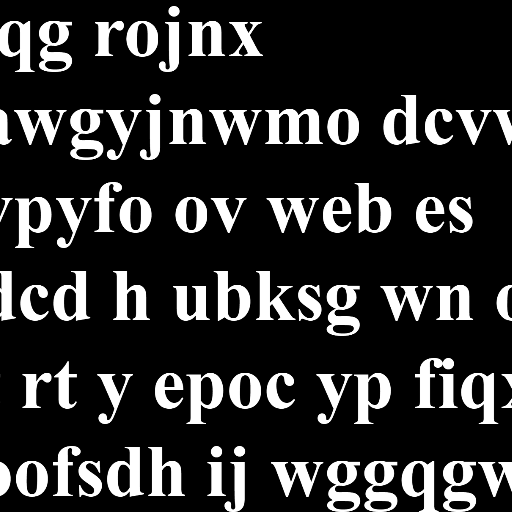 qg rojnx
awgyjnwmo dcvv
ypyfo ov web es
dcd h ubksg wn
rt y epoc yp fiqx
oofsdh ij wggqgw